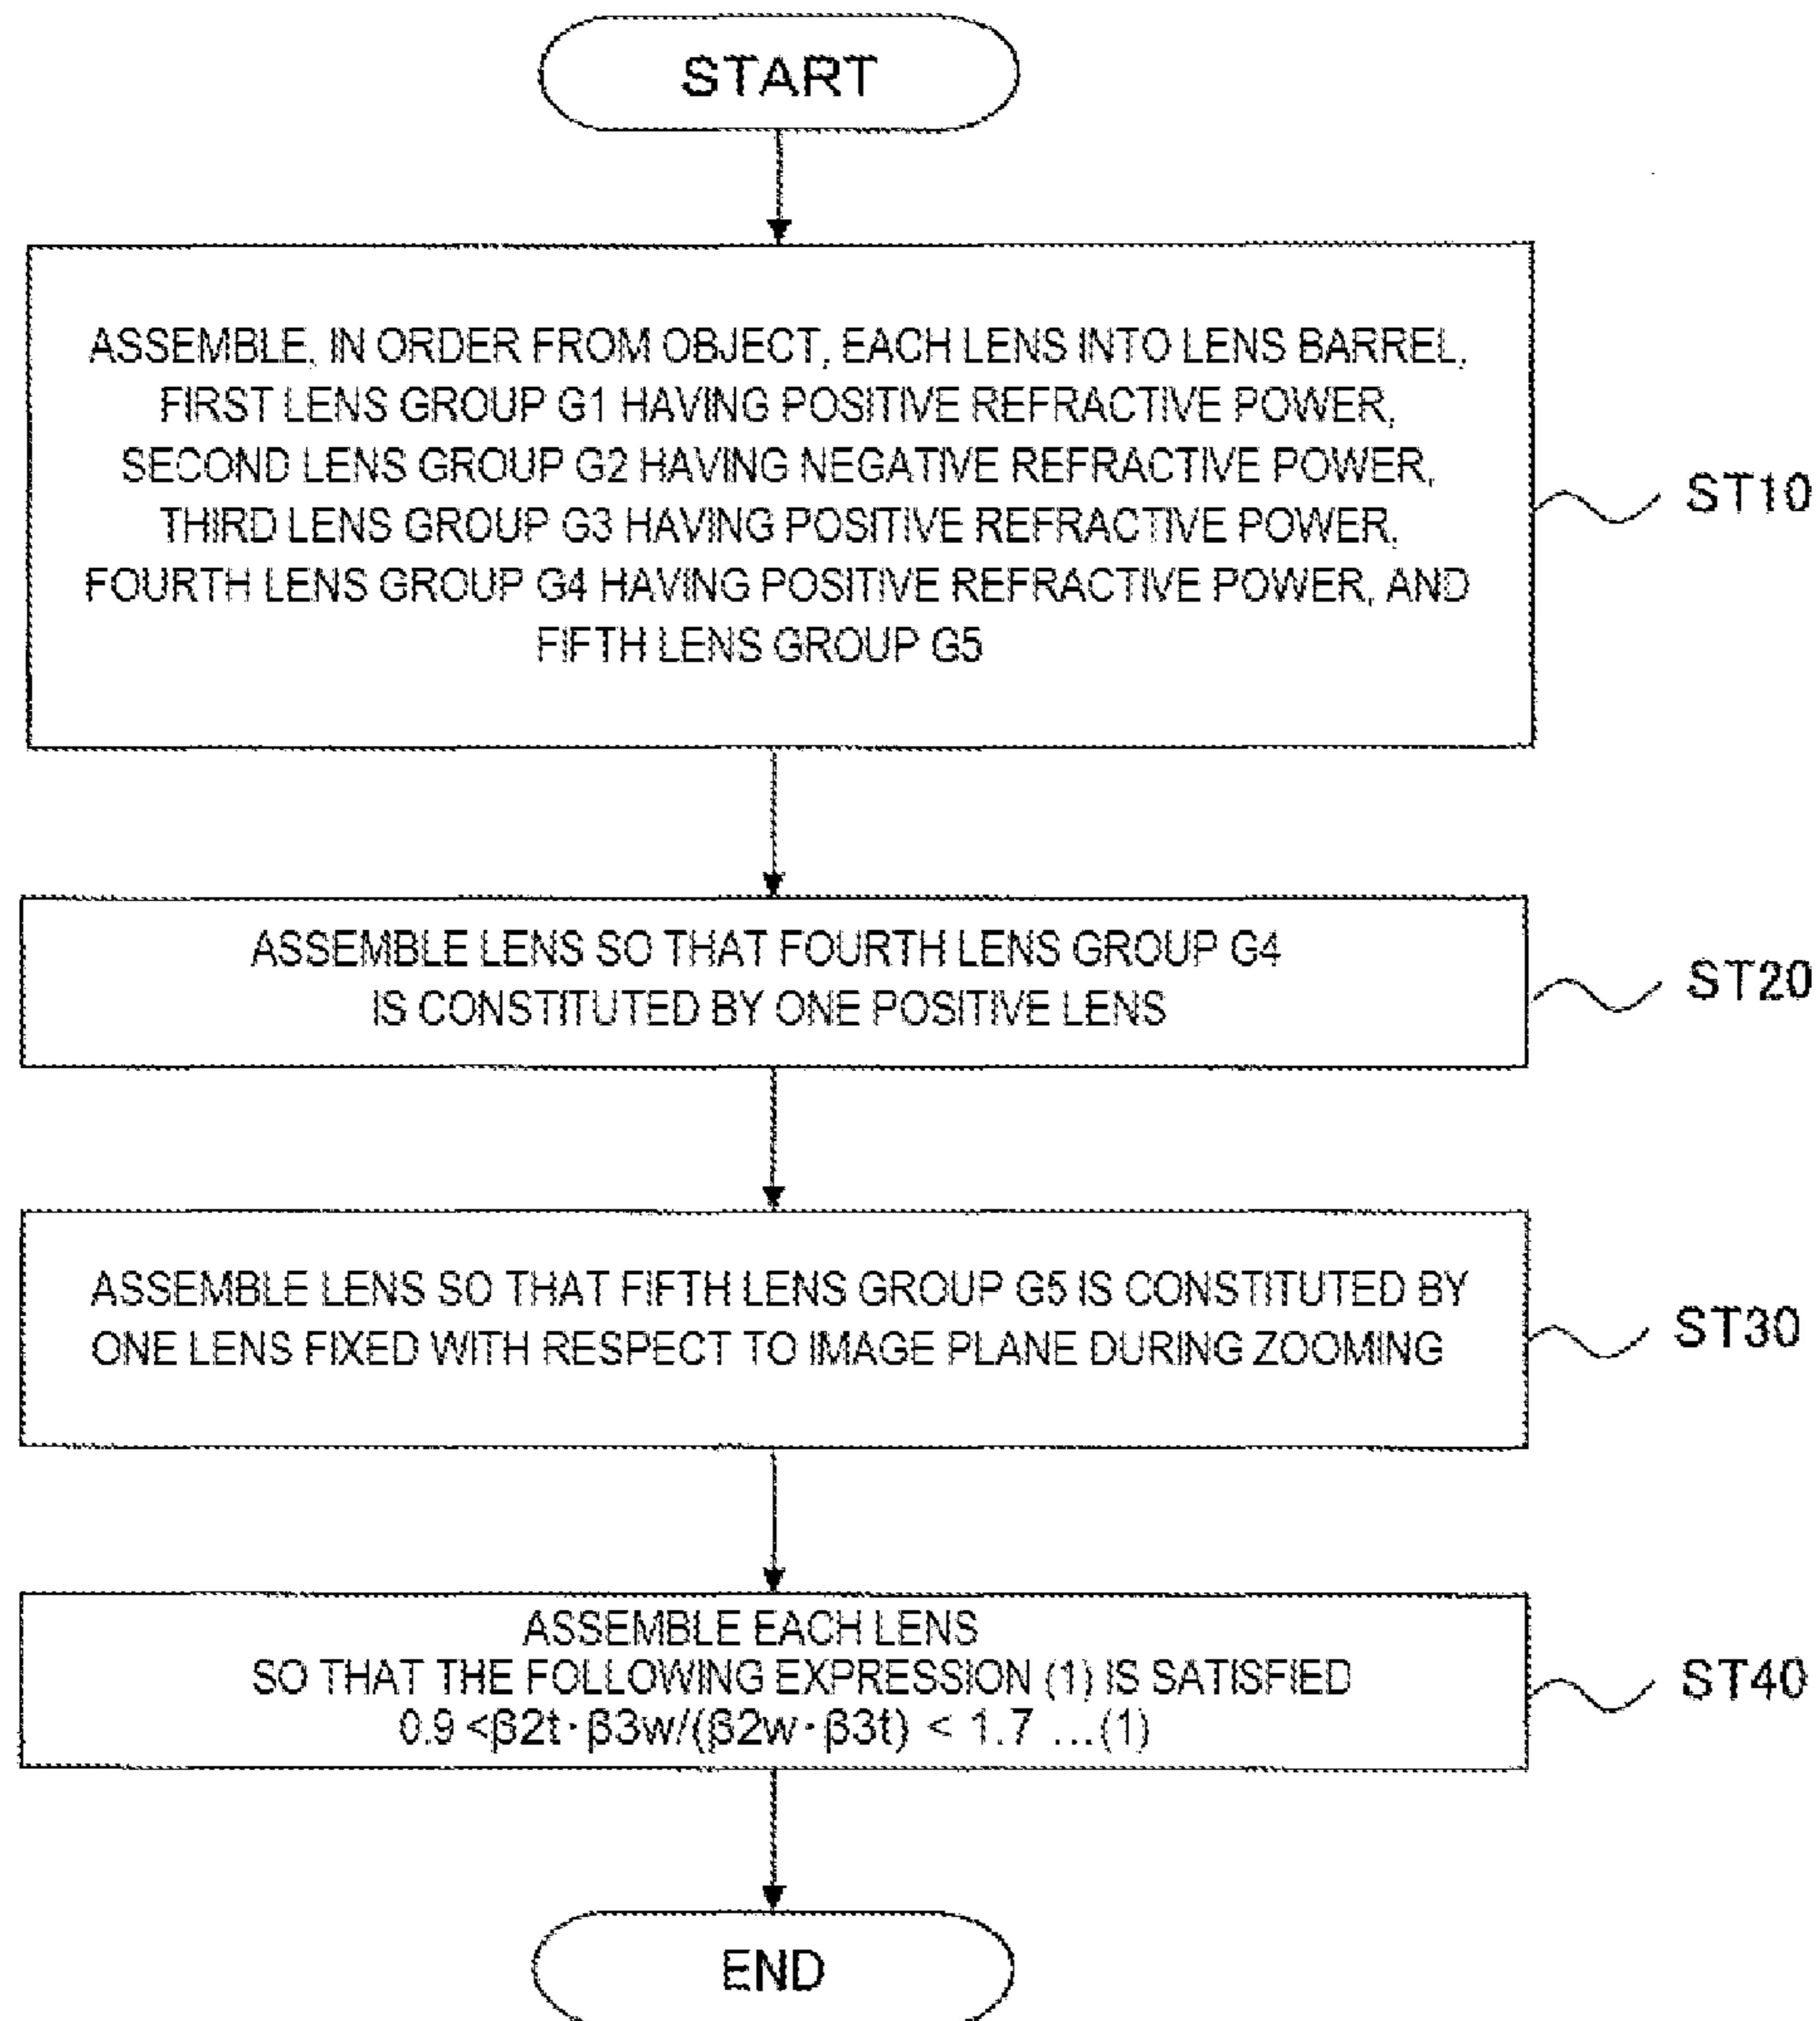 START
ASSEMBLE, IN ORDER FROM OBJECT, EACH LENS INTO LENS BARREL,
FIRST LENS GROUP G1 HAVING POSITIVE REFRACTIVE POWER,
SECOND LENS GROUP G2 HAVING NEGATIVE REFRACTIVE POWER,
THIRD LENS GROUP G3 HAVING POSITIVE REFRACTIVE POWER,
FOURTH LENS GROUP G4 HAVING POSITIVE REFRACTIVE POWER, AND
FIFTH LENS GROUP G5
ST10
ASSEMBLE LENS SO THAT FOURTH LENS GROUP G4
IS CONSTITUTED BY ONE POSITIVE LENS
ST20
ASSEMBLE LENS SO THAT FIFTH LENS GROUP G5 IS CONSTITUTED BY
ONE LENS FIXED WITH RESPECT TO IMAGE PLANE DURING ZOOMING
ST30
ASSEMBLE EACH LENS
SO THAT THE FOLLOWING EXPRESSION (1) IS SATISFIED
0.9 <β2t · β3w/(β2w · β3t) < 1.7 …(1)
ST40
END